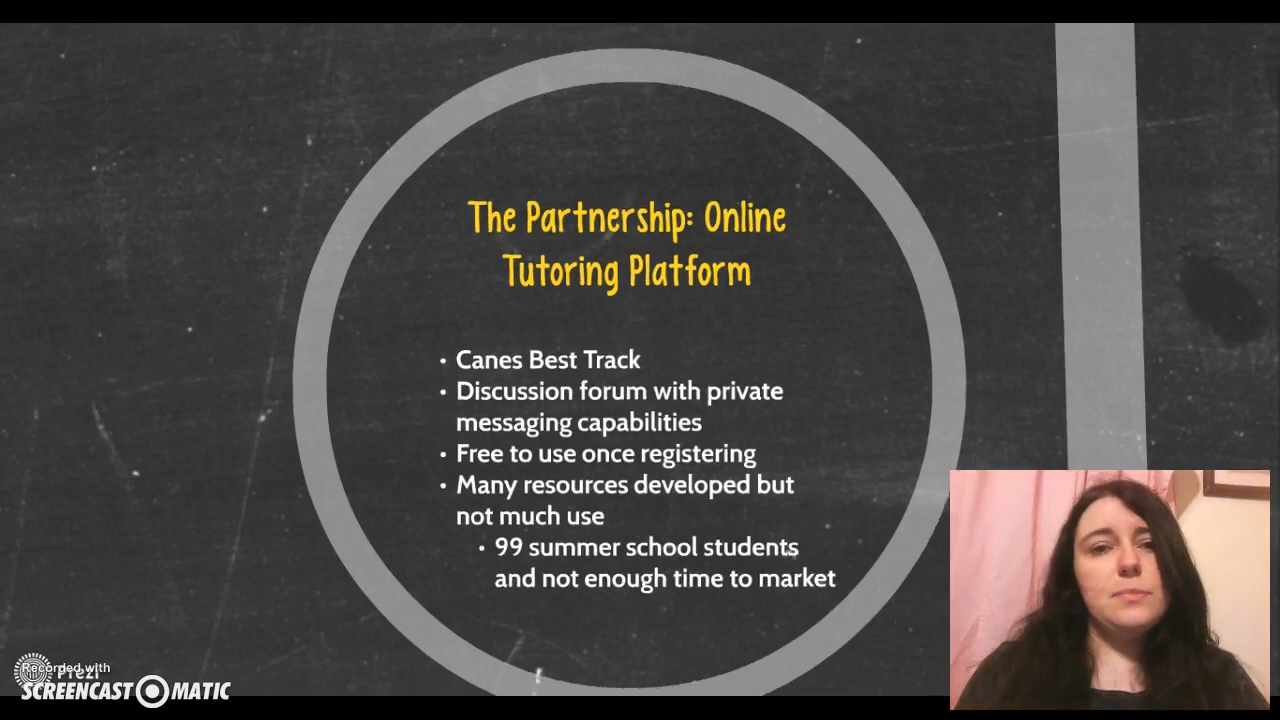 The Partnership: Online
Tutoring Platform
• Canes Best Track
• Discussion forum with private
messaging capabilities
• Free to use once registering
• Many resources developed but
not much use
• 99 summer school students
and not enough time to market
Recorded with
Prezi
SCREENCAST MATIC